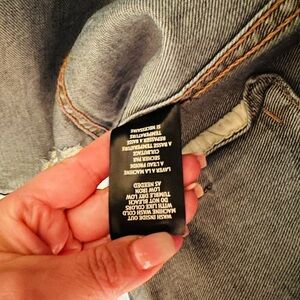 WASH INSIDE OUT
MACHINE WASH COLD
WITH LIKE COLORS
DO NOT BLEACH
TUMBLE DRY LOW
IRON LOW
AS NEEDED
LAVER A LA MACHINE
A L'EAU FROIDE
SECHER PAR
CULBUTAGE
A BASSE TEMPERATURE
REPASSER BASE
TEMPERATURE
SI NECESSAIRE